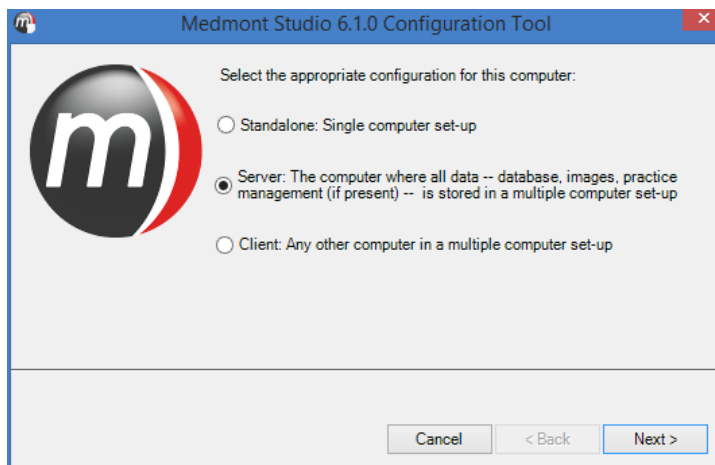 Medmont Studio 6.1.0 Configuration Tool
Select the appropriate configuration for this computer:
m
Standalone: Single computer set-up
Server: The computer where all data -- database, images, practice
management (if present) -- is stored in a multiple computer set-up
Client: Any other computer in a multiple computer set-up
Cancel
< Back
Next >